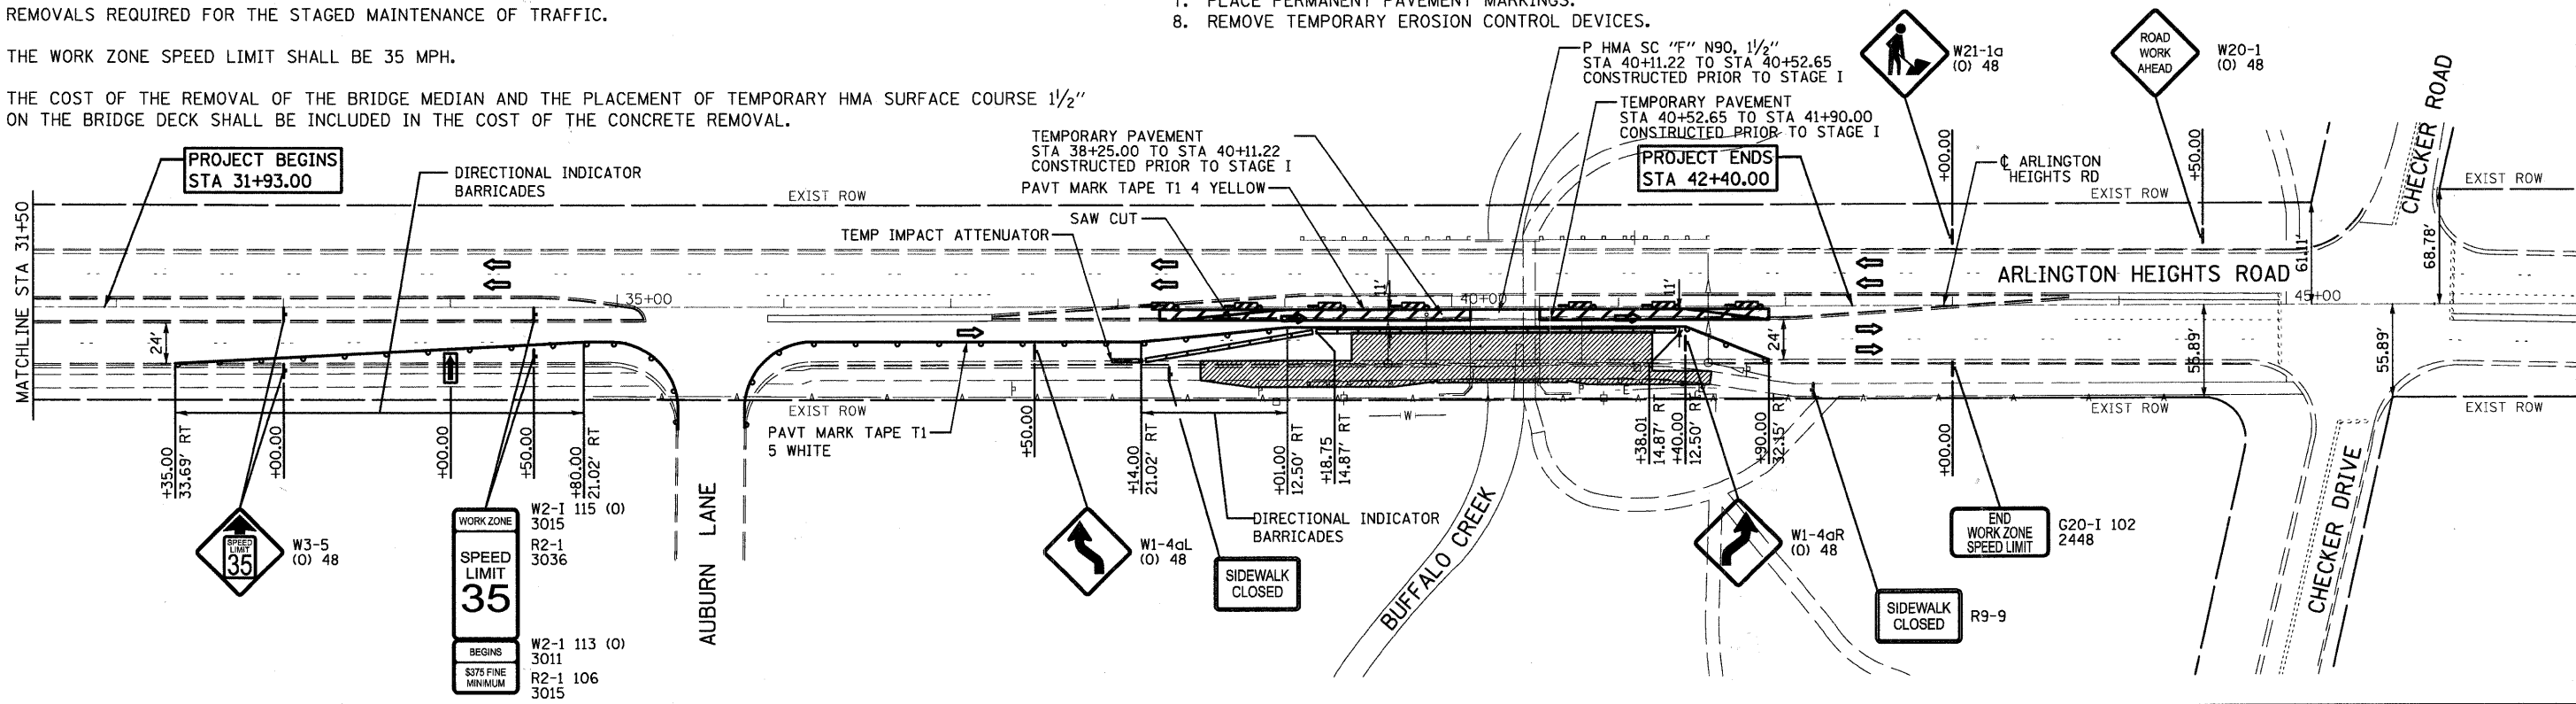 REMOVALS REQUIRED FOR THE STAGED MAINTENANCE OF TRAFFIC.
THE WORK ZONE SPEED LIMIT SHALL BE 35 MPH.
THE COST OF THE REMOVAL OF THE BRIDGE MEDIAN AND THE PLACEMENT OF TEMPORARY HMA SURFACE COURSE 1½"
ON THE BRIDGE DECK SHALL BE INCLUDED IN THE COST OF THE CONCRETE REMOVAL.
7. PLACE PERMANENT PAVEMENT MARKINGS.
8. REMOVE TEMPORARY EROSION CONTROL DEVICES.
P HMA SC "F" N90, 1½"
STA 40+11.22 TO STA 40+52.65
CONSTRUCTED PRIOR TO STAGE I
TEMPORARY PAVEMENT
STA 40+52.65 TO STA 41+90.00
CONSTRUCTED PRIOR TO STAGE I
TEMPORARY PAVEMENT
STA 38+25.00 TO STA 40+11.22
CONSTRUCTED PRIOR TO STAGE I
PAVT MARK TAPE T1 4 YELLOW
SAW CUT
TEMP IMPACT ATTENUATOR
PROJECT BEGINS
STA 31+93.00
DIRECTIONAL INDICATOR
BARRICADES
PROJECT ENDS
STA 42+40.00
W21-1a
(O) 48
ROAD
WORK
AHEAD
W20-1
(O) 48
+00.00
+50.00
℄ ARLINGTON
HEIGHTS RD
CHECKER ROAD
EXIST ROW
EXIST ROW
EXIST ROW
MATCHLINE STA 31+50
35+00
40+00
45+00
ARLINGTON HEIGHTS ROAD
61.11'
68.78'
11'
11'
24'
24'
55.89'
55.89'
EXIST ROW
EXIST ROW
EXIST ROW
W
PAVT MARK TAPE T1
5 WHITE
+35.00
33.69' RT
+00.00
+00.00
+50.00
+80.00
21.02' RT
+50.00
+14.00
21.02' RT
+01.00
12.50' RT
+18.75
14.87' RT
+38.01
14.87' RT
+40.00
12.50' RT
+90.00
32.15' RT
+00.00
SPEED
LIMIT
35
W3-5
(O) 48
WORK ZONE
SPEED
LIMIT
35
BEGINS
$375 FINE
MINIMUM
W2-I 115 (O)
3015
R2-1
3036
W2-1 113 (O)
3011
R2-1 106
3015
AUBURN LANE
W1-4aL
(O) 48
SIDEWALK
CLOSED
DIRECTIONAL INDICATOR
BARRICADES
BUFFALO CREEK
W1-4aR
(O) 48
SIDEWALK
CLOSED
R9-9
END
WORK ZONE
SPEED LIMIT
G20-I 102
2448
CHECKER DRIVE